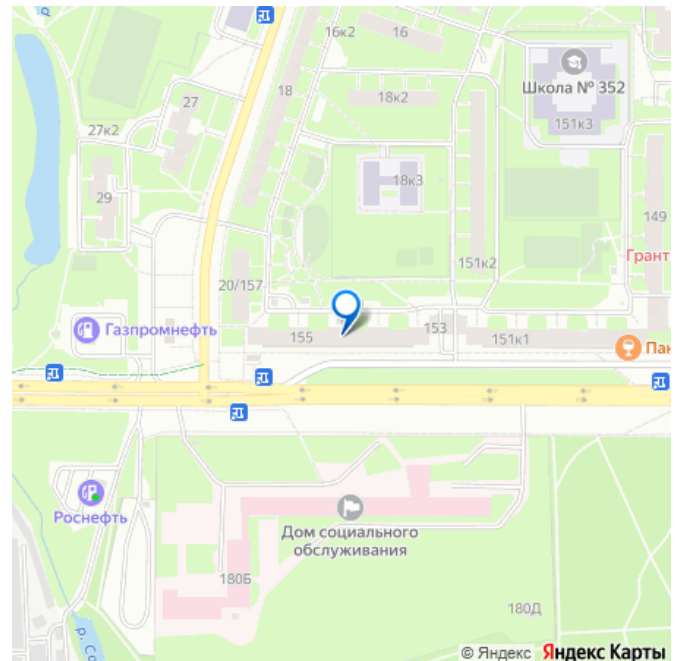 16к2
16
27
18
18к2
Школа № 352
151к3
27к2
29
18к3
149
20/157
151к2
Грант
Газпромнефть
155
153
151к1
Пан
Роснефть
Дом социального
обслуживания
180Б
180Д
р. Со
© Яндекс Яндекс Карты